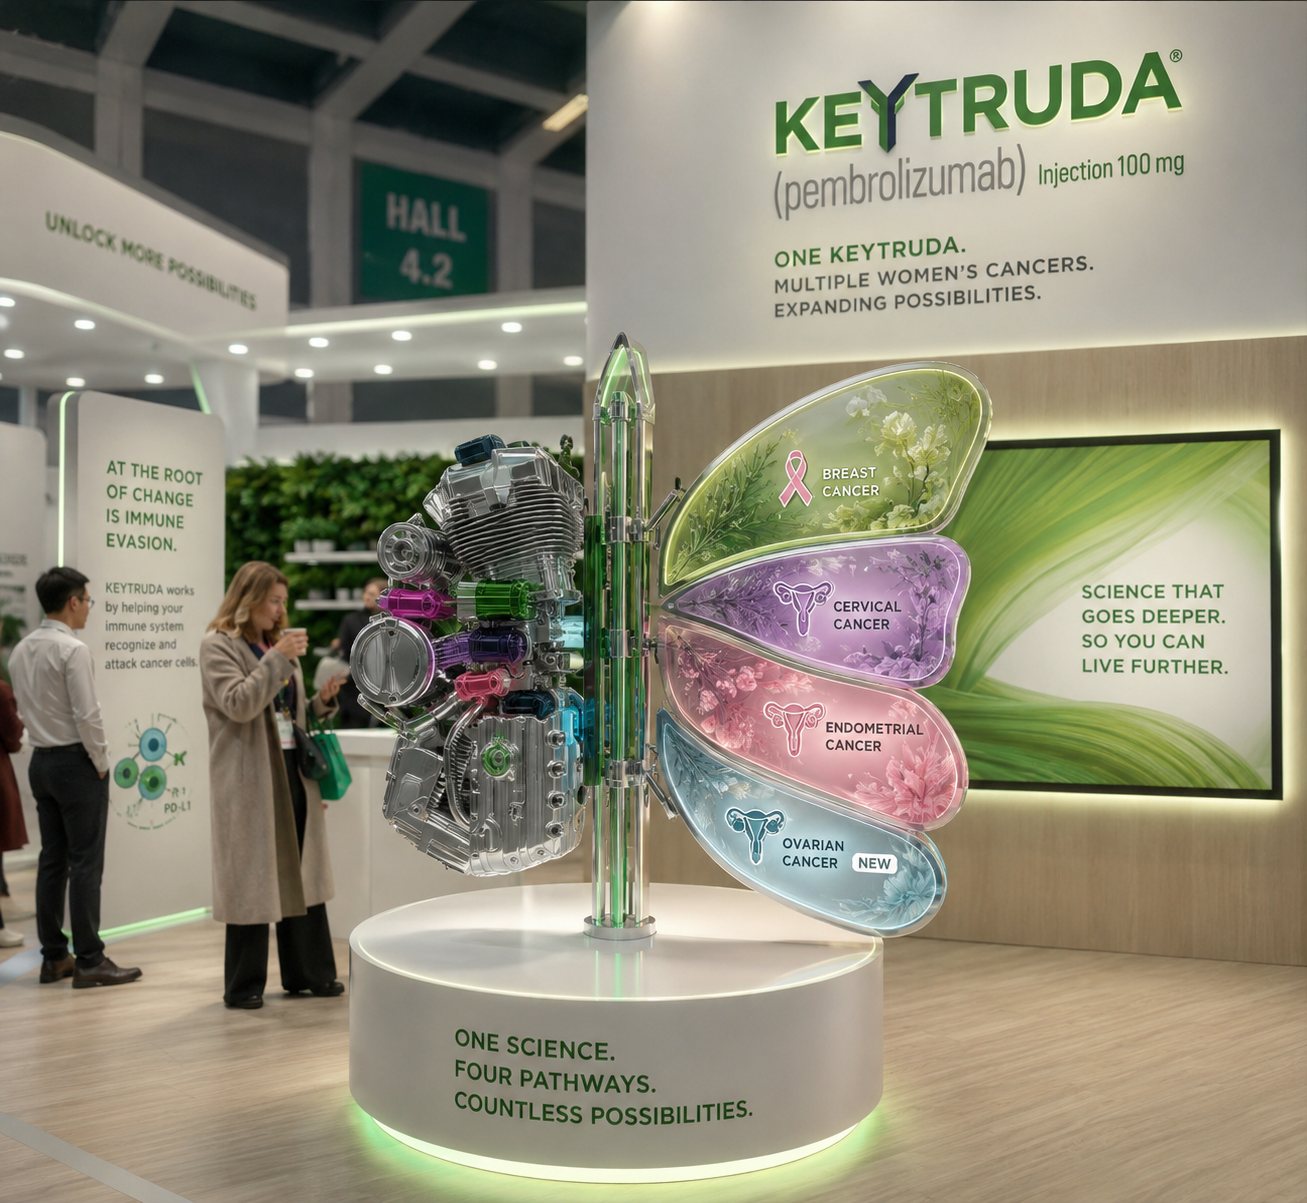 KEYTRUDA®
(pembrolizumab) Injection 100 mg
ONE KEYTRUDA.
MULTIPLE WOMEN'S CANCERS.
EXPANDING POSSIBILITIES.
HALL
4.2
UNLOCK MORE POSSIBILITIES
AT THE ROOT
OF CHANGE
IS IMMUNE
EVASION.
KEYTRUDA works
by helping your
immune system
recognize and
attack cancer cells.
PD-L1
BREAST
CANCER
CERVICAL
CANCER
ENDOMETRIAL
CANCER
OVARIAN
CANCER NEW
SCIENCE THAT
GOES DEEPER.
SO YOU CAN
LIVE FURTHER.
ONE SCIENCE.
FOUR PATHWAYS.
COUNTLESS POSSIBILITIES.